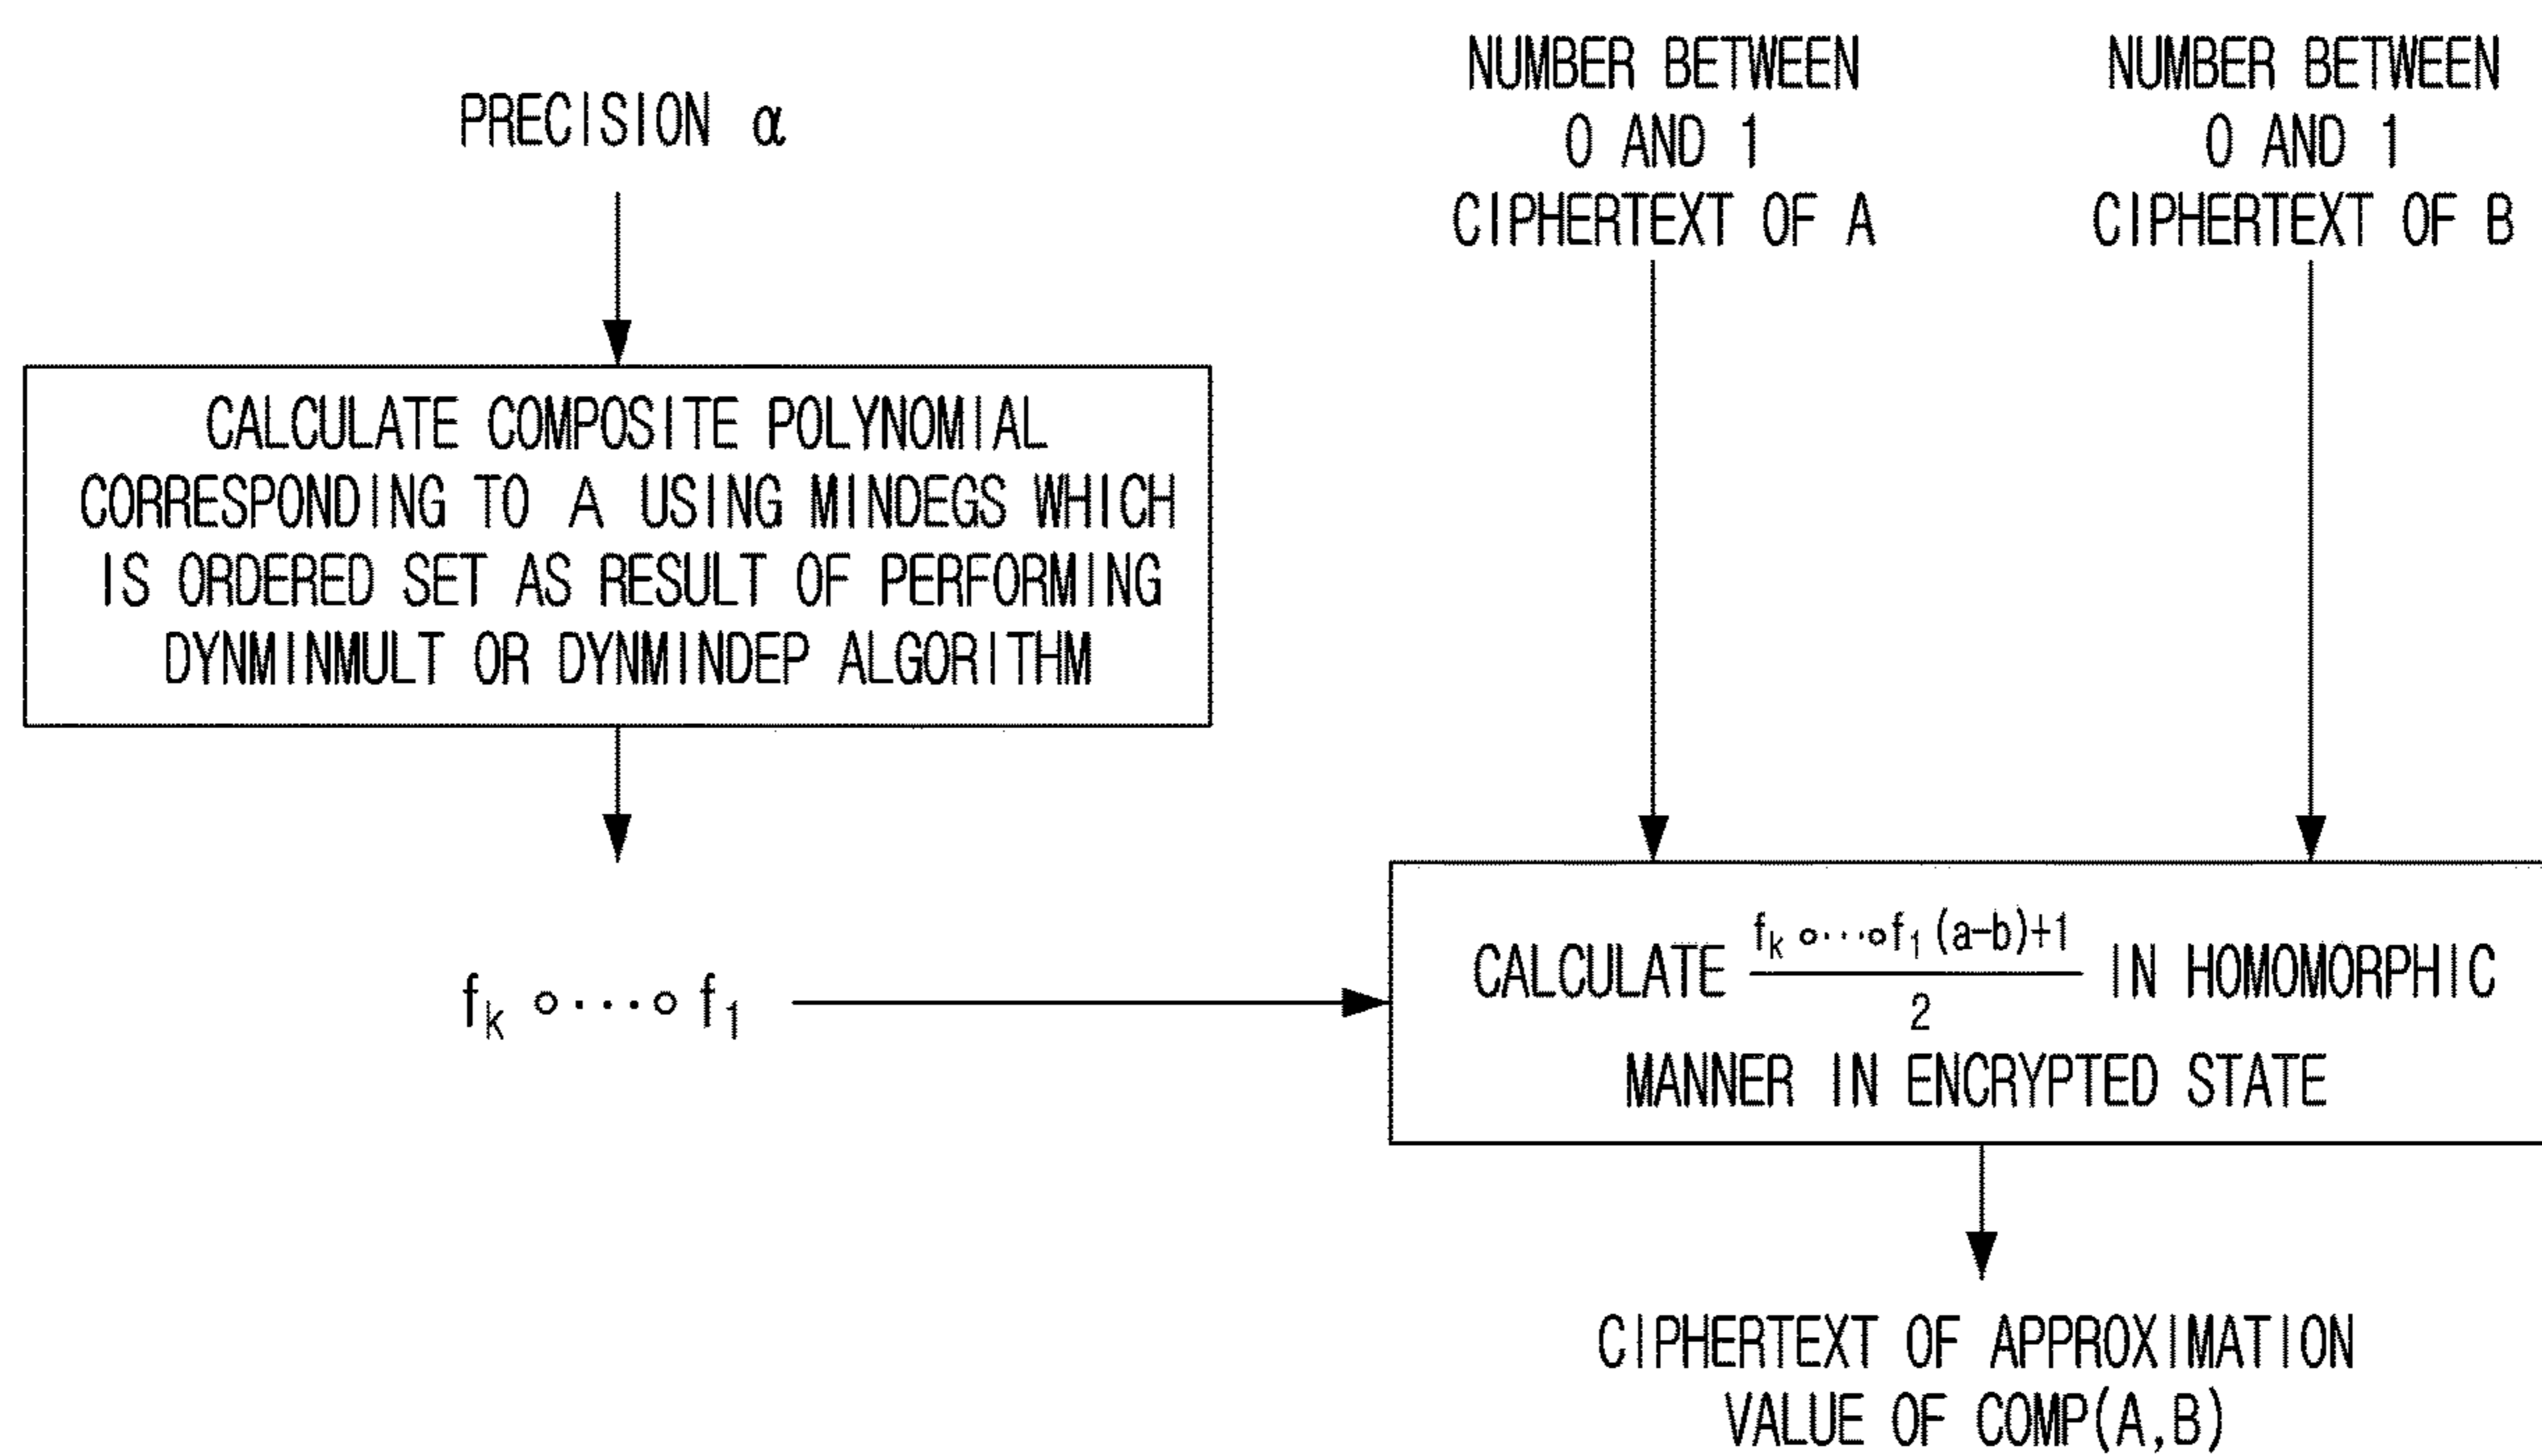 PRECISION α
NUMBER BETWEEN
0 AND 1
CIPHERTEXT OF A
NUMBER BETWEEN
0 AND 1
CIPHERTEXT OF B
CALCULATE COMPOSITE POLYNOMIAL
CORRESPONDING TO A USING MINDEGS WHICH
IS ORDERED SET AS RESULT OF PERFORMING
DYNMINMULT OR DYNMINDEP ALGORITHM
fₖ ∘···∘ f₁
CALCULATE (fₖ ∘···∘ f₁ (a-b)+1)/2 IN HOMOMORPHIC
MANNER IN ENCRYPTED STATE
CIPHERTEXT OF APPROXIMATION
VALUE OF COMP(A,B)